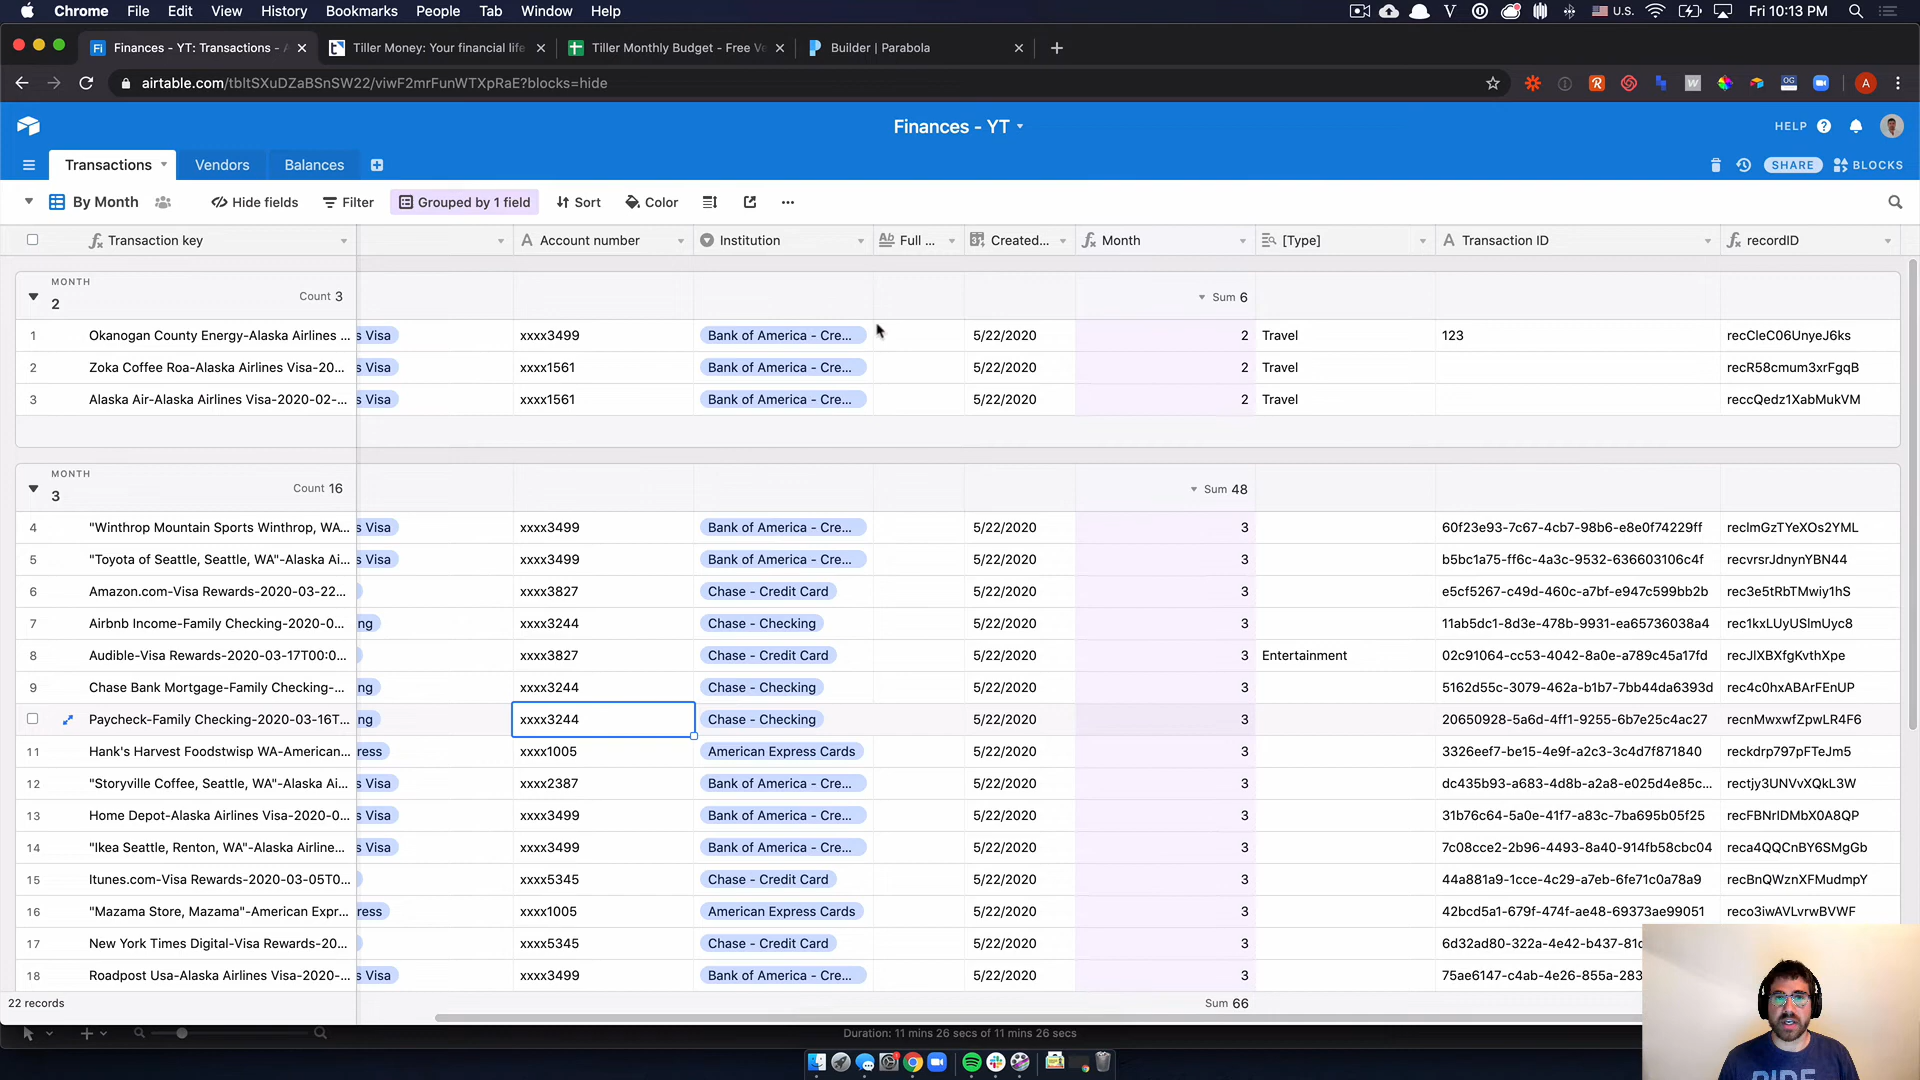 Chrome File Edit View History Bookmarks People Tab Window Help
U.S. Fri 10:13 PM
Finances - YT: Transactions - Tiller Money: Your financial life Tiller Monthly Budget - Free Builder | Parabola
airtable.com/tbltSXuDZaBSnSW22/viwF2mrFunWTXpRaE?blocks=hide
Finances - YT
HELP
Transactions Vendors Balances
SHARE BLOCKS
By Month Hide fields Filter Grouped by 1 field Sort Color
Transaction key Account number Institution Full ... Created... Month [Type] Transaction ID recordID
MONTH
2 Count 3 Sum 6
1 Okanogan County Energy-Alaska Airlines ... s Visa xxxx3499 Bank of America - Cre... 5/22/2020 2 Travel 123 recCleC06UnyeJ6ks
2 Zoka Coffee Roa-Alaska Airlines Visa-20... s Visa xxxx1561 Bank of America - Cre... 5/22/2020 2 Travel recR58cmum3xrFgqB
3 Alaska Air-Alaska Airlines Visa-2020-02-... s Visa xxxx1561 Bank of America - Cre... 5/22/2020 2 Travel reccQedz1XabMukVM
MONTH
3 Count 16 Sum 48
4 "Winthrop Mountain Sports Winthrop, WA... s Visa xxxx3499 Bank of America - Cre... 5/22/2020 3 60f23e93-7c67-4cb7-98b6-e8e0f74229ff reclmGzTYeXOs2YML
5 "Toyota of Seattle, Seattle, WA"-Alaska Ai... s Visa xxxx3499 Bank of America - Cre... 5/22/2020 3 b5bc1a75-ff6c-4a3c-9532-636603106c4f recvrsrJdnynYBN44
6 Amazon.com-Visa Rewards-2020-03-22... xxxx3827 Chase - Credit Card 5/22/2020 3 e5cf5267-c49d-460c-a7bf-e947c599bb2b rec3e5tRbTMwiy1hS
7 Airbnb Income-Family Checking-2020-0... ng xxxx3244 Chase - Checking 5/22/2020 3 11ab5dc1-8d3e-478b-9931-ea65736038a4 rec1kxLUyUSlmUyc8
8 Audible-Visa Rewards-2020-03-17T00:0... xxxx3827 Chase - Credit Card 5/22/2020 3 Entertainment 02c91064-cc53-4042-8a0e-a789c45a17fd recJlXBXfgKvthXpe
9 Chase Bank Mortgage-Family Checking-... ng xxxx3244 Chase - Checking 5/22/2020 3 5162d55c-3079-462a-b1b7-7bb44da6393d rec4c0hxABArFEnUP
Paycheck-Family Checking-2020-03-16T... ng xxxx3244 Chase - Checking 5/22/2020 3 20650928-5a6d-4ff1-9255-6b7e25c4ac27 recnMwxwfZpwLR4F6
11 Hank's Harvest Foodstwisp WA-American... ress xxxx1005 American Express Cards 5/22/2020 3 3326eef7-be15-4e9f-a2c3-3c4d7f871840 reckdrp797pFTeJm5
12 "Storyville Coffee, Seattle, WA"-Alaska Ai... s Visa xxxx2387 Bank of America - Cre... 5/22/2020 3 dc435b93-a683-4d8b-a2a8-e025d4e85c... rectjy3UNVvXQkL3W
13 Home Depot-Alaska Airlines Visa-2020-0... s Visa xxxx3499 Bank of America - Cre... 5/22/2020 3 31b76c64-5a0e-41f7-a83c-7ba695b05f25 recFBNrlDMbX0A8QP
14 "Ikea Seattle, Renton, WA"-Alaska Airline... s Visa xxxx3499 Bank of America - Cre... 5/22/2020 3 7c08cce2-2b96-4493-8a40-914fb58cbc04 reca4QQCnBY6SMgGb
15 Itunes.com-Visa Rewards-2020-03-05T0... xxxx5345 Chase - Credit Card 5/22/2020 3 44a881a9-1cce-4c29-a7eb-6fe71c0a78a9 recBnQWznXFMudmpY
16 "Mazama Store, Mazama"-American Expr... ress xxxx1005 American Express Cards 5/22/2020 3 42bcd5a1-679f-474f-ae48-69373ae99051 reco3iwAVLvrwBVWF
17 New York Times Digital-Visa Rewards-20... xxxx5345 Chase - Credit Card 5/22/2020 3 6d32ad80-322a-4e42-b437-81c
18 Roadpost Usa-Alaska Airlines Visa-2020-... s Visa xxxx3499 Bank of America - Cre... 5/22/2020 3 75ae6147-c4ab-4e26-855a-283
22 records Sum 66
Duration: 11 mins 26 secs of 11 mins 26 secs